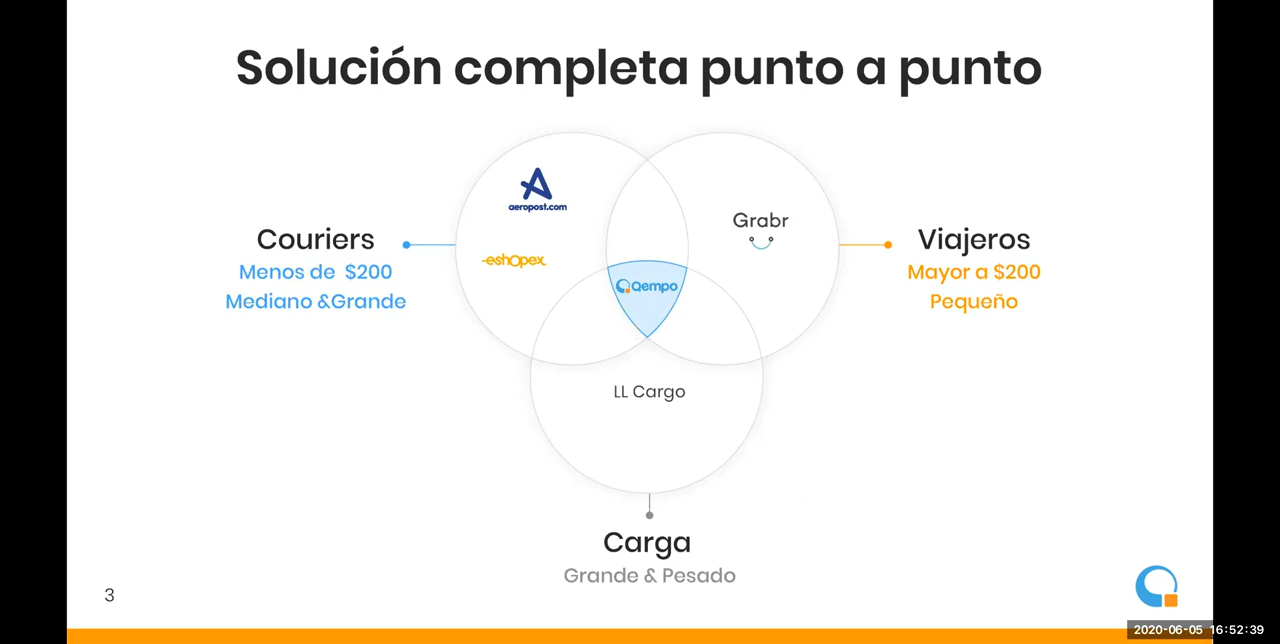 Solución completa punto a punto
aeropost.com
Grabr
Couriers
Menos de $200
Mediano &Grande
eshopex
Viajeros
Mayor a $200
Pequeño
Qempo
LL Cargo
Carga
Grande & Pesado
3
2020-06-05 16:52:39